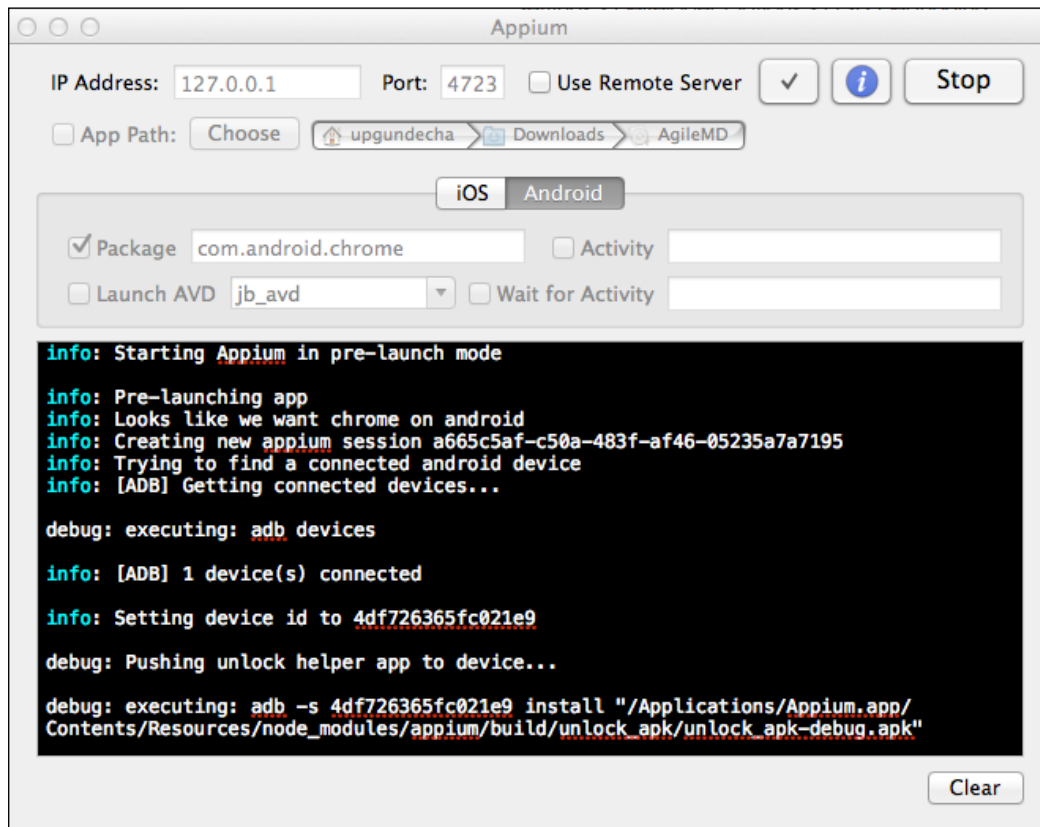 Appium
IP Address: 127.0.0.1 Port: 4723 Use Remote Server Stop
App Path: Choose upgundecha Downloads AgileMD
iOS Android
Package com.android.chrome Activity
Launch AVD jb_avd Wait for Activity
info: Starting Appium in pre-launch mode
info: Pre-launching app
info: Looks like we want chrome on android
info: Creating new appium session a665c5af-c50a-483f-af46-05235a7a7195
info: Trying to find a connected android device
info: [ADB] Getting connected devices...
debug: executing: adb devices
info: [ADB] 1 device(s) connected
info: Setting device id to 4df726365fc021e9
debug: Pushing unlock helper app to device...
debug: executing: adb -s 4df726365fc021e9 install "/Applications/Appium.app/
Contents/Resources/node_modules/appium/build/unlock_apk/unlock_apk-debug.apk"
Clear